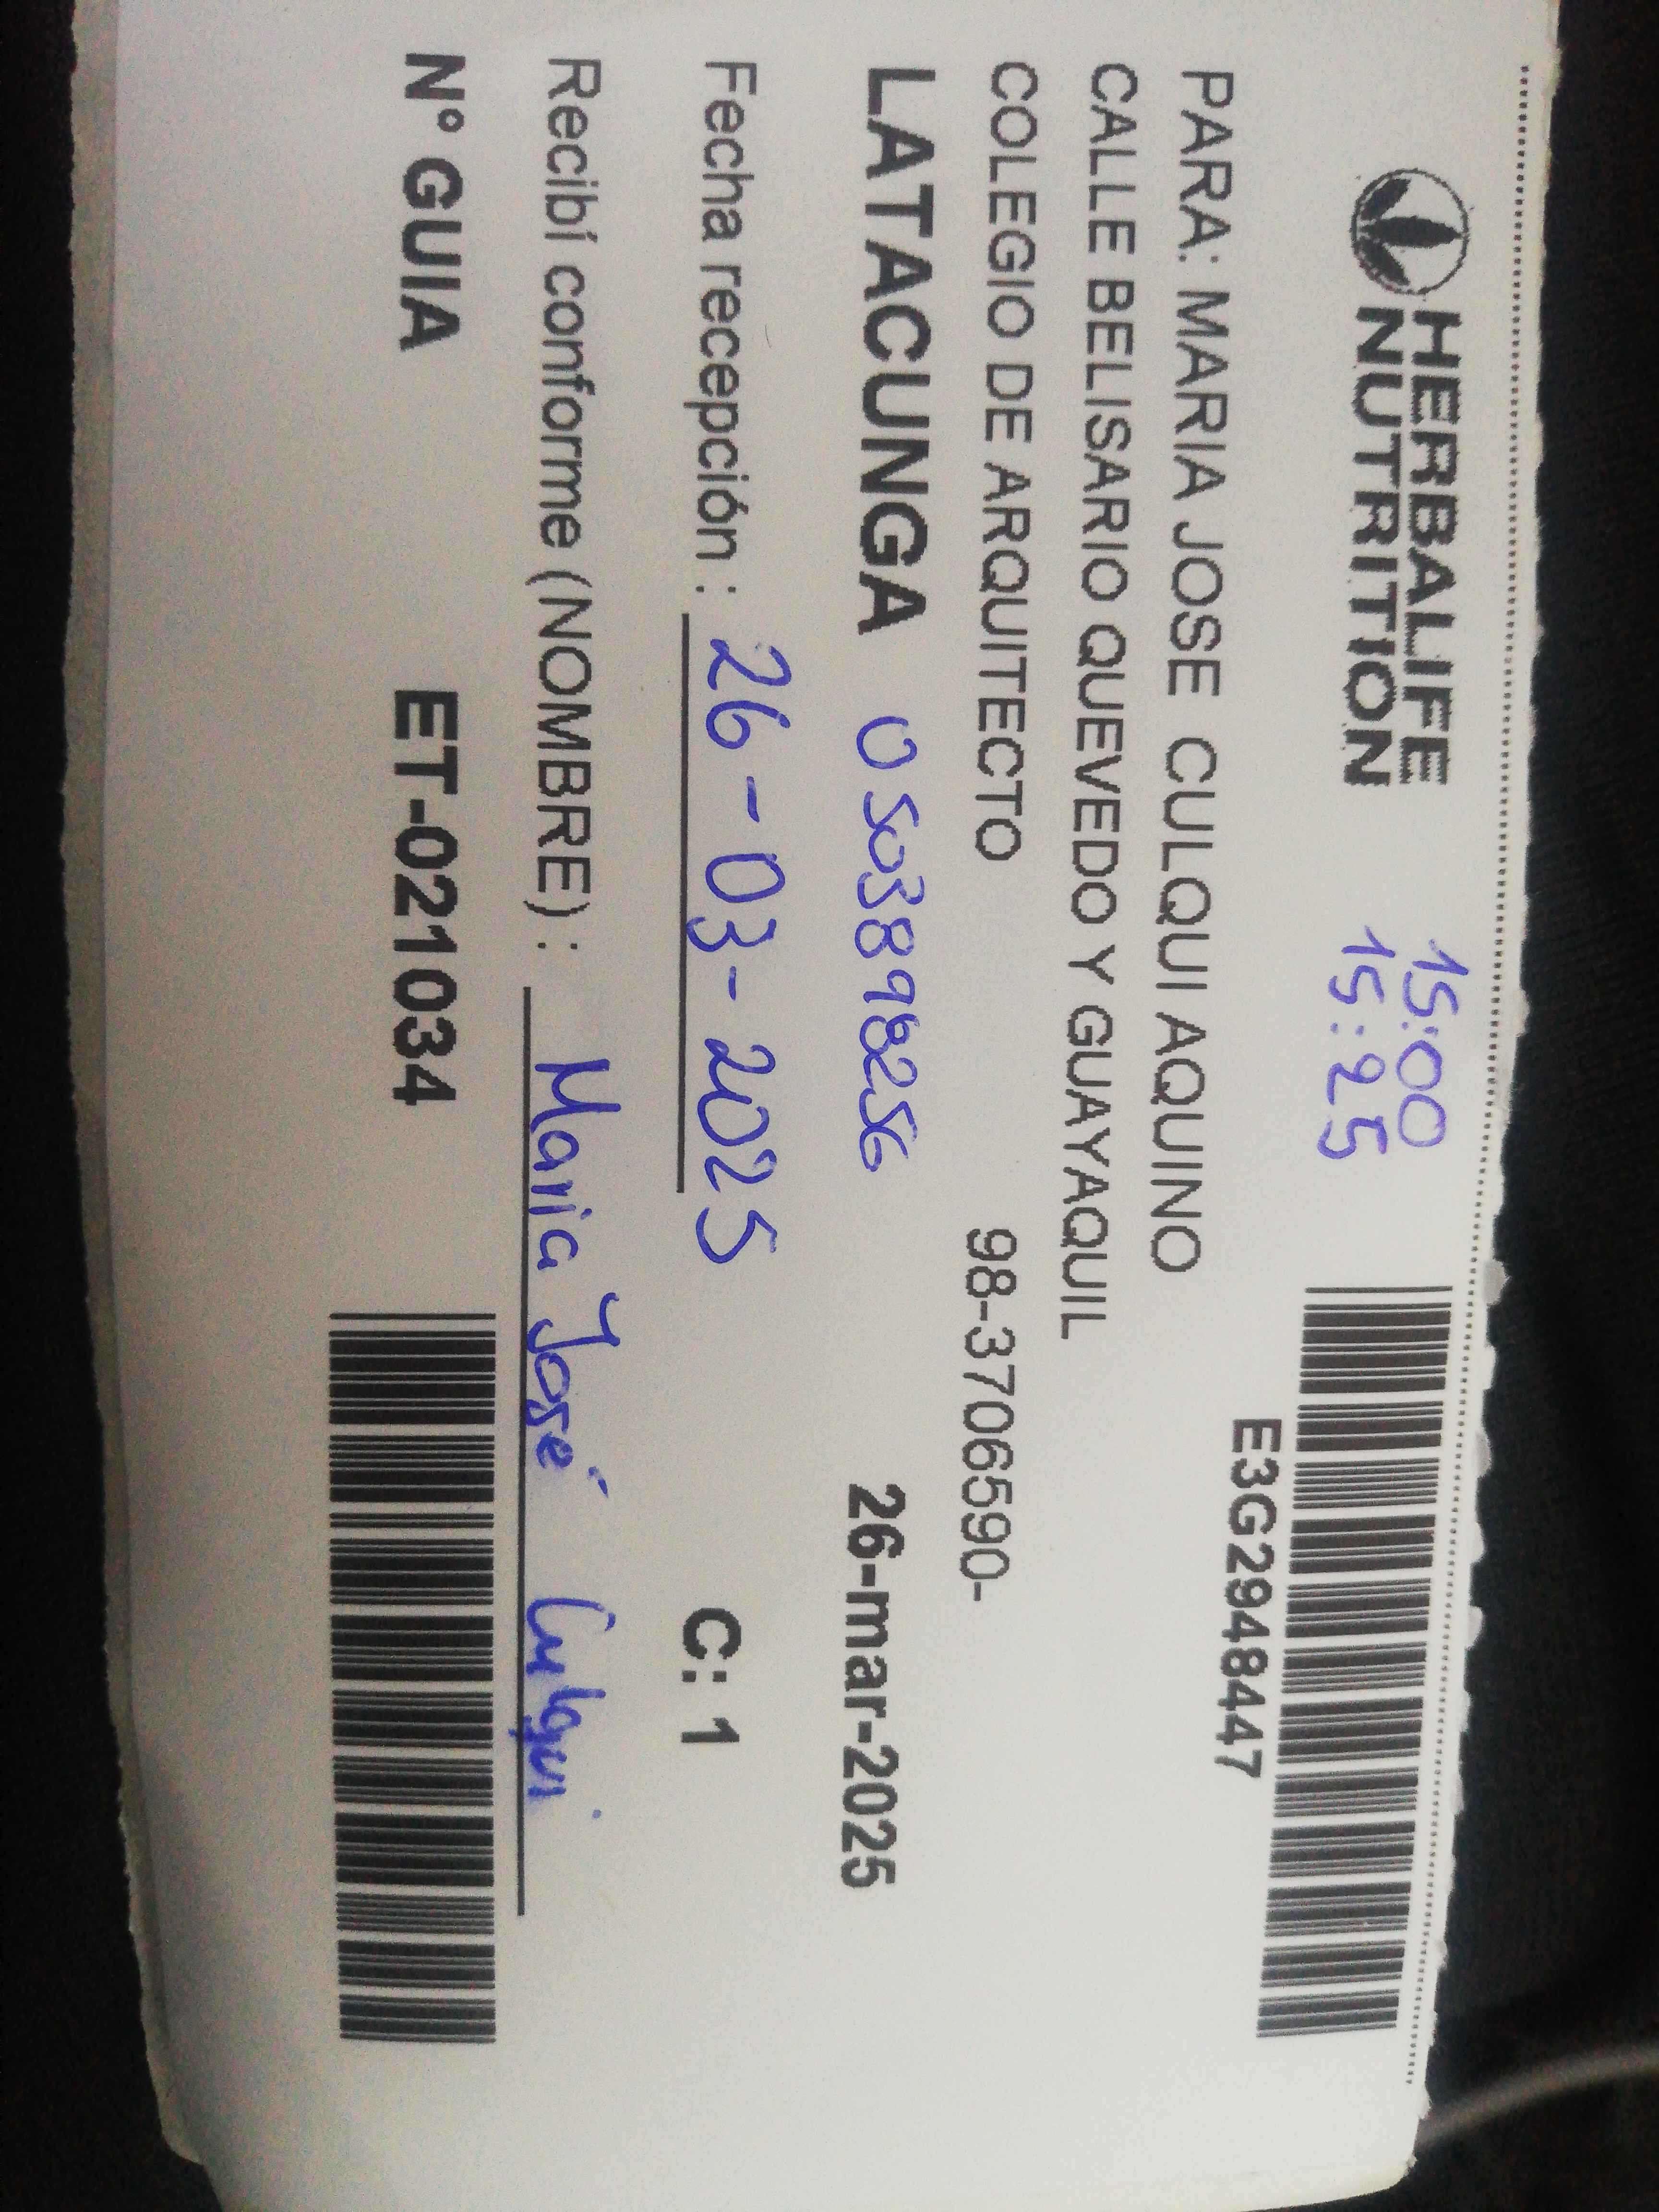 HERBALIFE
NUTRITION
15:00
15:25
E3G2948447
PARA: MARIA JOSE CULQUI AQUINO
CALLE BELISARIO QUEVEDO Y GUAYAQUIL
COLEGIO DE ARQUITECTO 98-3706590-
LATACUNGA 0503898256 26-mar-2025
Fecha recepción : 26-03-2025 C: 1
Recibí conforme (NOMBRE) : Maria José Culqui
N° GUIA ET-021034